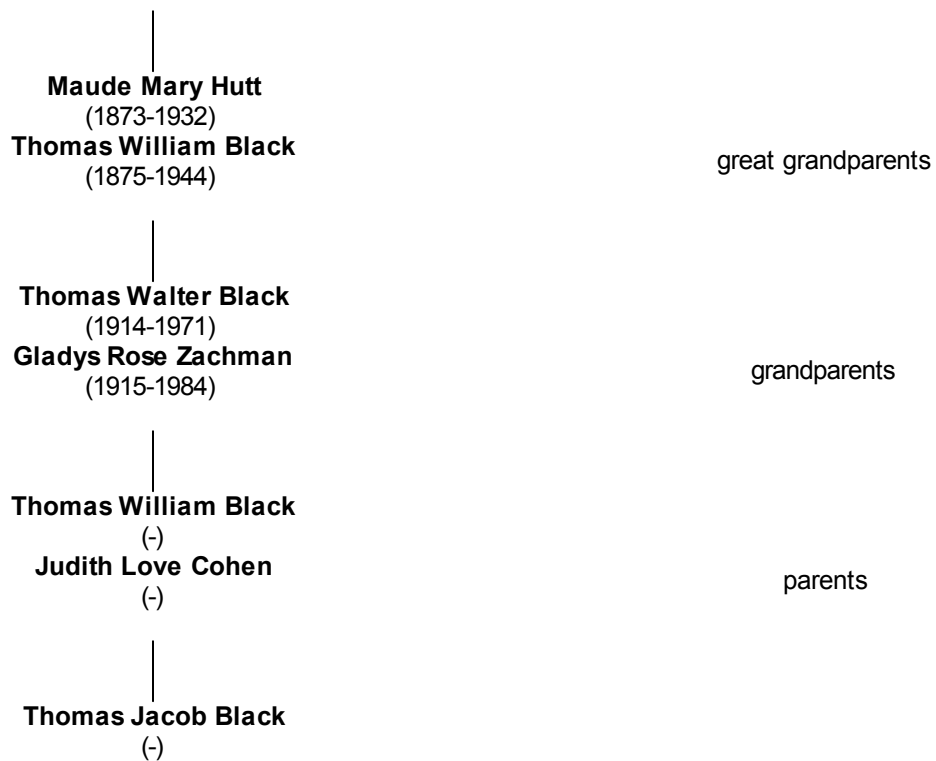 Maude Mary Hutt
(1873-1932)
Thomas William Black
(1875-1944)
great grandparents
Thomas Walter Black
(1914-1971)
Gladys Rose Zachman
(1915-1984)
grandparents
Thomas William Black
(-)
Judith Love Cohen
(-)
parents
Thomas Jacob Black
(-)